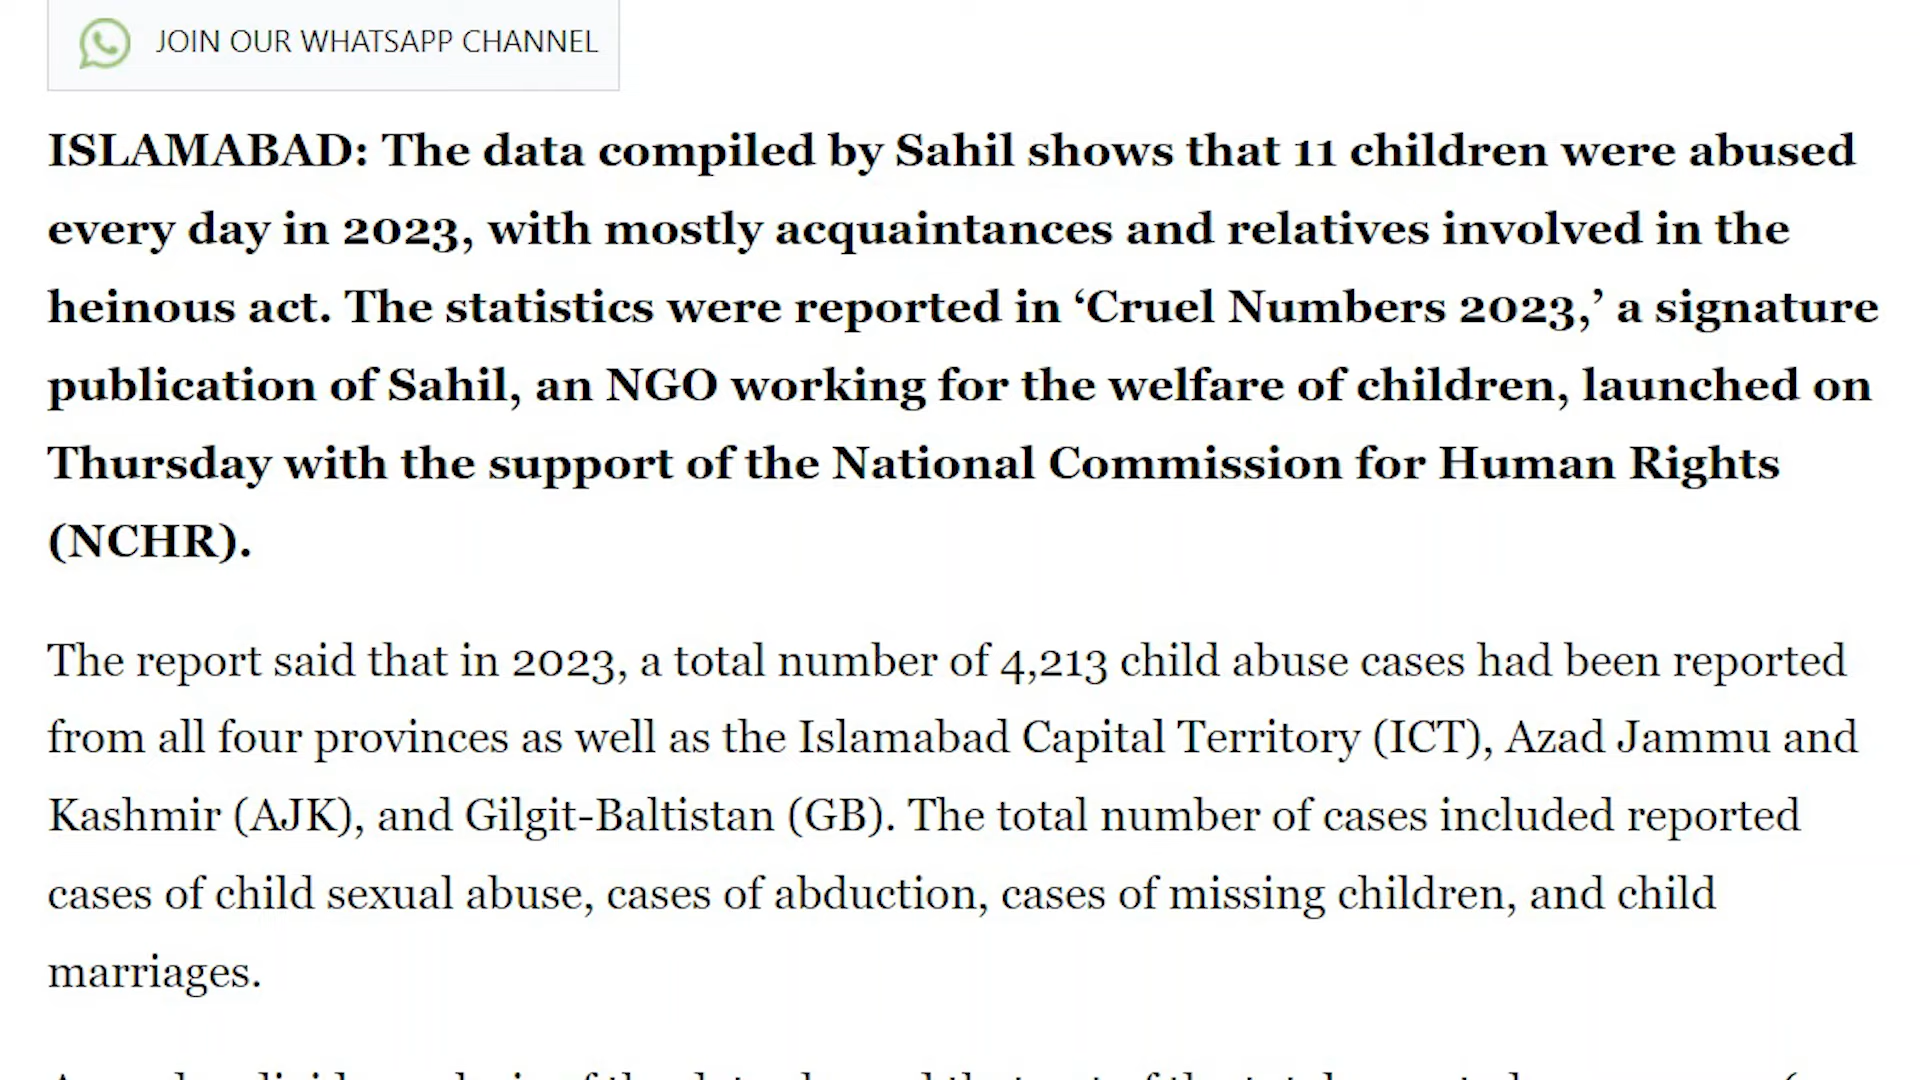 JOIN OUR WHATSAPP CHANNEL
ISLAMABAD: The data compiled by Sahil shows that 11 children were abused
every day in 2023, with mostly acquaintances and relatives involved in the
heinous act. The statistics were reported in ‘Cruel Numbers 2023,’ a signature
publication of Sahil, an NGO working for the welfare of children, launched on
Thursday with the support of the National Commission for Human Rights
(NCHR).
The report said that in 2023, a total number of 4,213 child abuse cases had been reported
from all four provinces as well as the Islamabad Capital Territory (ICT), Azad Jammu and
Kashmir (AJK), and Gilgit-Baltistan (GB). The total number of cases included reported
cases of child sexual abuse, cases of abduction, cases of missing children, and child
marriages.